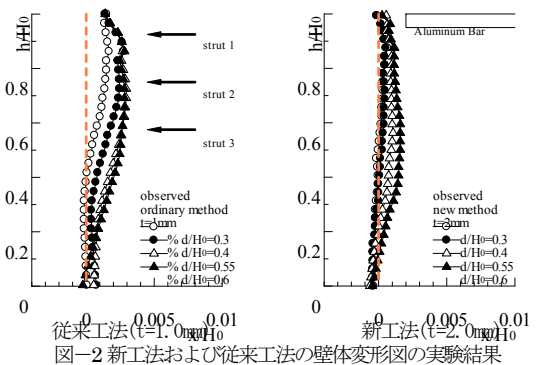 h/H0
0.8
0.6
0.4
0.2
0
0
0.01
x/H0
strut 1
strut 2
strut 3
observed
ordinary method
t=1mm
% d/H0=0.3
% d/H0=0.4
% d/H0=0.55
% d/H0=0.6
従来工法(t=1.0mm)
h/H0
0.8
0.6
0.4
0.2
0
0
0.01
x/H0
Aluminum Bar
observed
new method
t=2mm
d/H0=0.3
d/H0=0.4
d/H0=0.55
d/H0=0.6
新工法(t=2.0mm)
図-2 新工法および従来工法の壁体変形図の実験結果